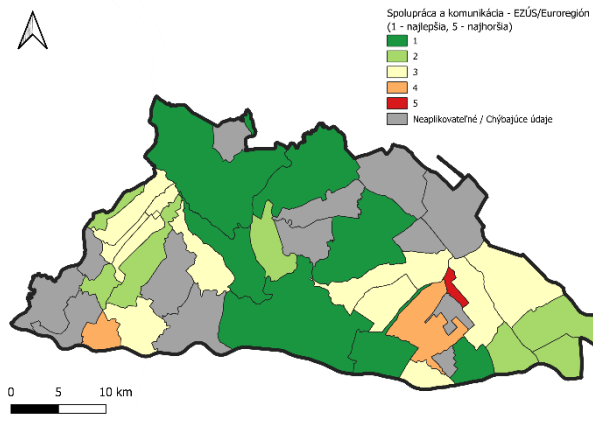 Spolupráca a komunikácia - EZÚS/Euroregión
(1 - najlepšia, 5 - najhoršia)
1
2
3
4
5
Neaplikovateľné / Chýbajúce údaje
0 5 10 km